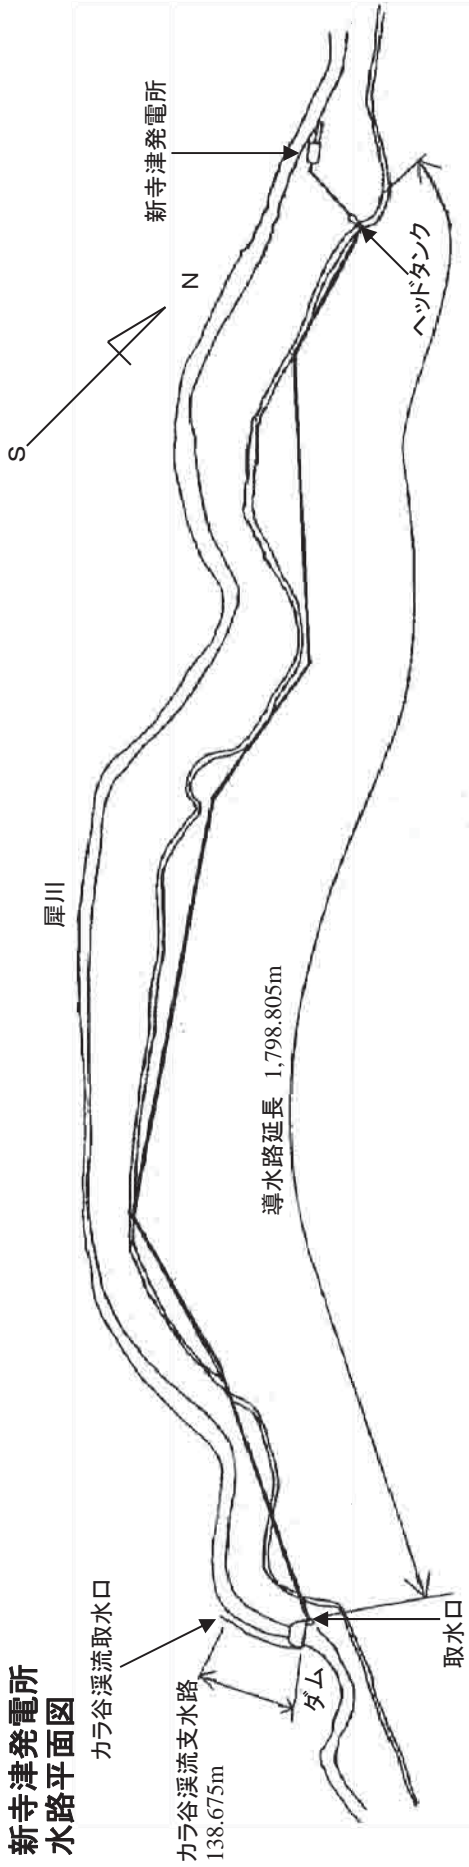 新寺津発電所
水路平面図
カラ谷渓流取水口
カラ谷渓流支水路
138.675m
ダム
取水口
犀川
導水路延長 1,798.805m
S
N
新寺津発電所
ヘッドタンク